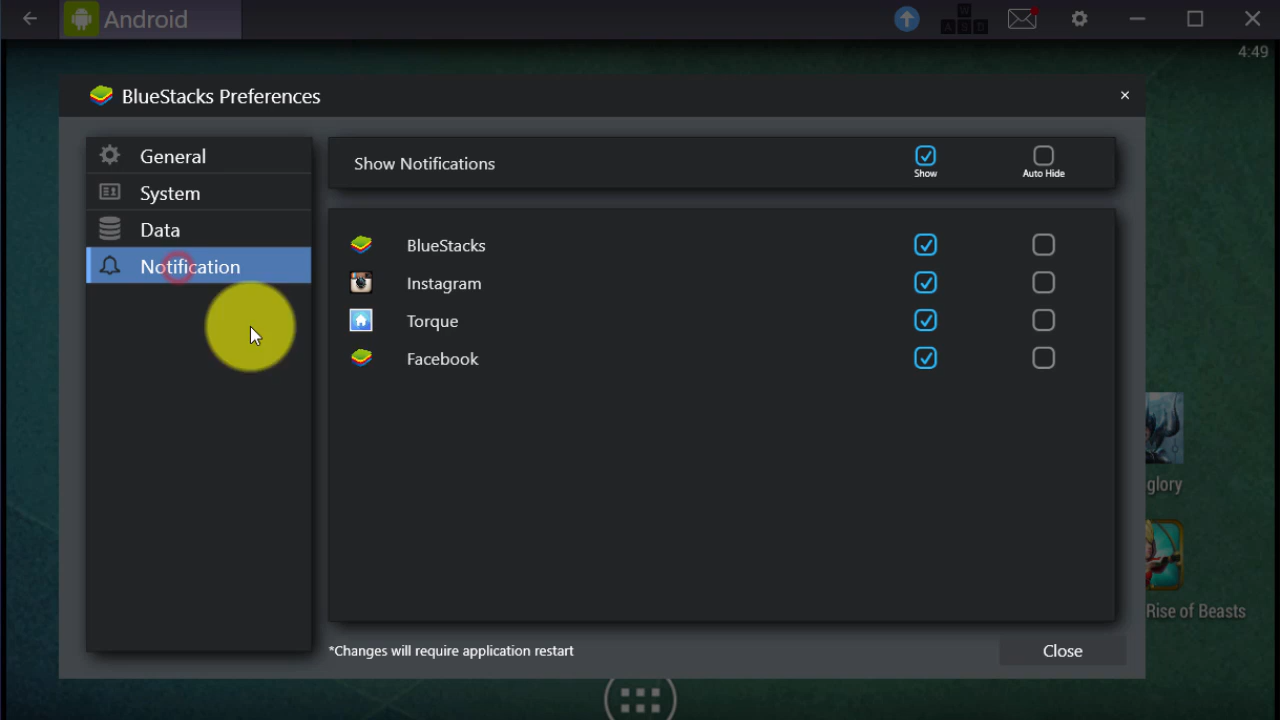 Android
W
A S D
4:49
BlueStacks Preferences
General
System
Data
Notification
Show Notifications
Show
Auto Hide
BlueStacks
Instagram
Torque
Facebook
glory
Rise of Beasts
*Changes will require application restart
Close